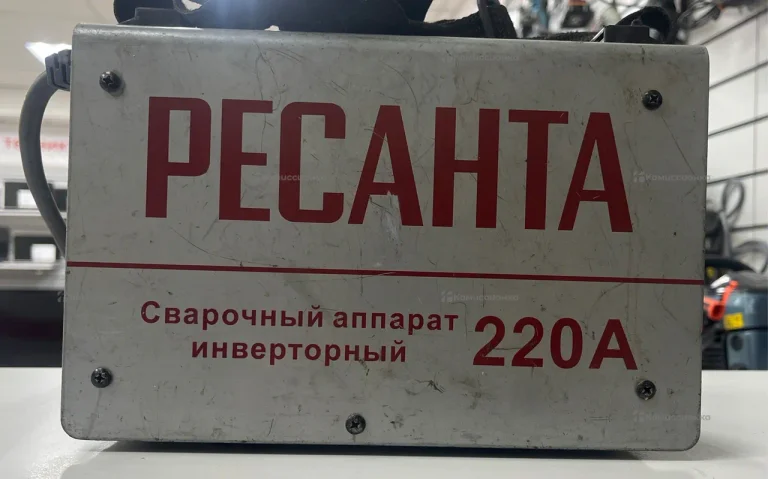 РЕСАНТА
Сварочный аппарат
инверторный
220А